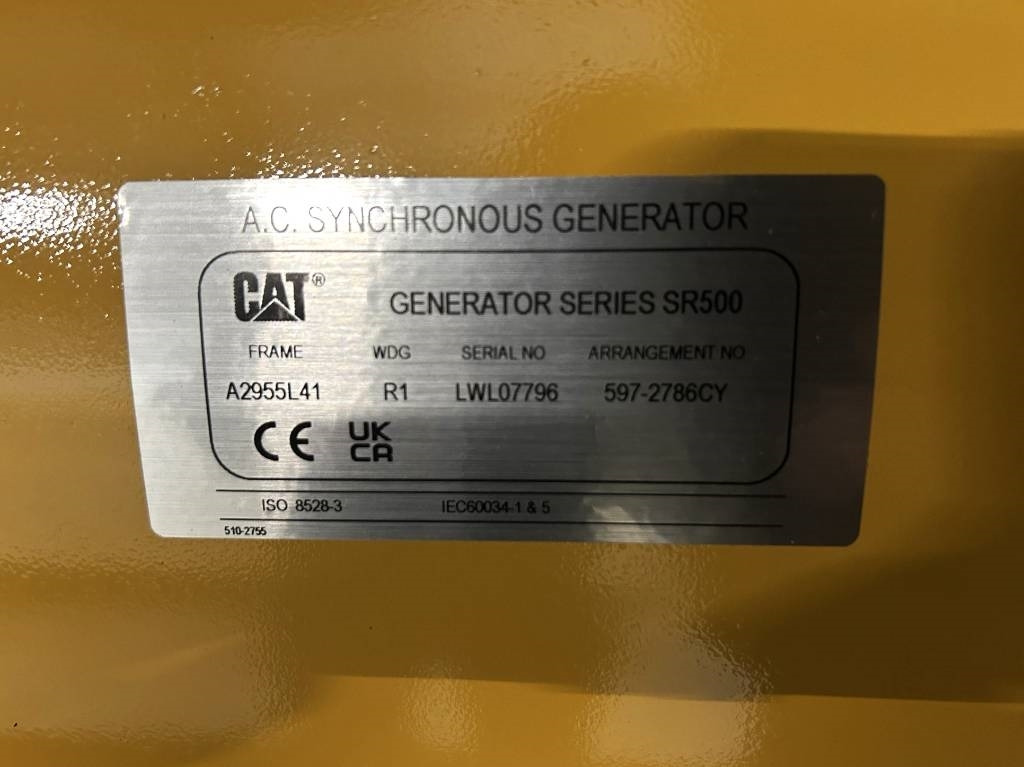 A.C. SYNCHRONOUS GENERATOR
CAT®
GENERATOR SERIES SR500
FRAME WDG SERIAL NO ARRANGEMENT NO
A2955L41 R1 LWL07796 597-2786CY
CE UK CA
ISO 8528-3 IEC60034-1 & 5
510-2755